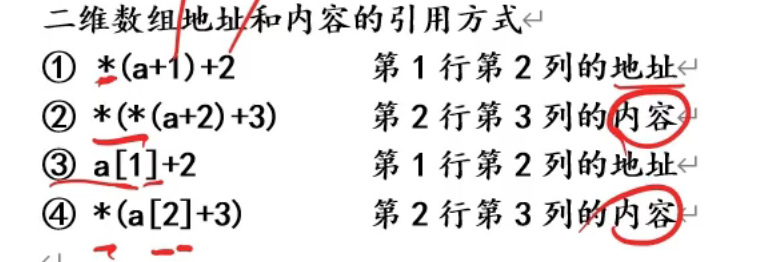 二维数组地址和内容的引用方式↵
① *(a+1)+2 第 1 行第 2 列的地址↵
② *(*(a+2)+3) 第 2 行第 3 列的内容↵
③ a[1]+2 第 1 行第 2 列的地址↵
④ *(a[2]+3) 第 2 行第 3 列的内容↵
↵